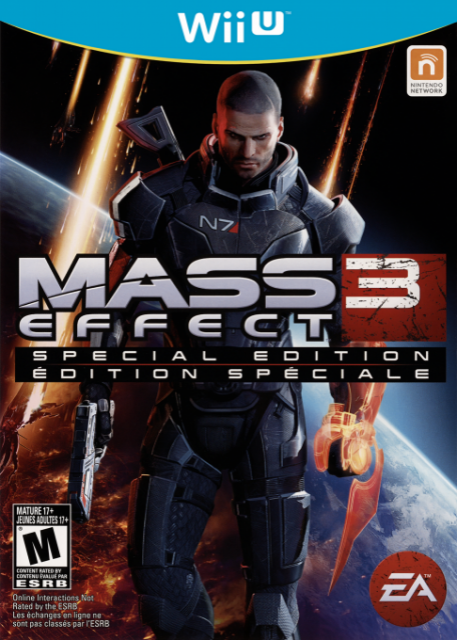 Wii U
NINTENDO
NETWORK
N7
MASS
EFFECT 3
SPECIAL EDITION
ÉDITION SPÉCIALE
MATURE 17+
JEUNES ADULTES 17+
M
CONTENT RATED BY
CONTENU ÉVALUÉ PAR
ESRB
Online Interactions Not
Rated by the ESRB
Les échanges en ligne ne
sont pas classés par l'ESRB
EA